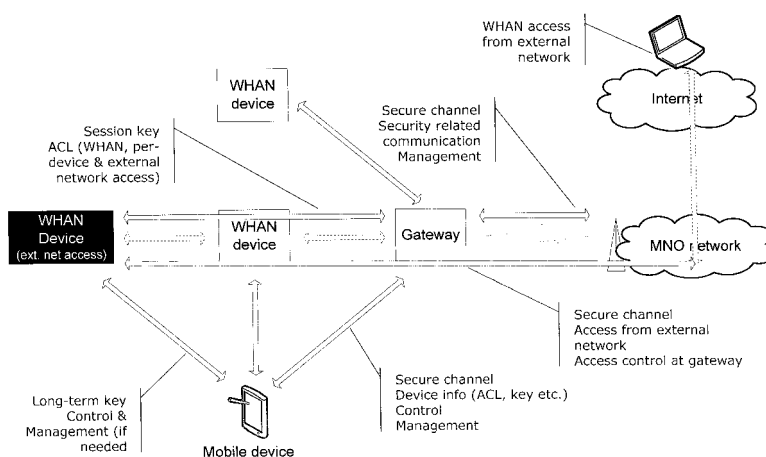 WHAN access
from external
network
Internet
WHAN
device
Secure channel
Security related
communication
Management
Session key
ACL (WHAN, per-
device & external
network access)
WHAN
Device
(ext. net access)
WHAN
device
Gateway
MNO network
Secure channel
Access from external
network
Access control at gateway
Long-term key
Control &
Management (if
needed
Secure channel
Device info (ACL, key etc.)
Control
Management
Mobile device